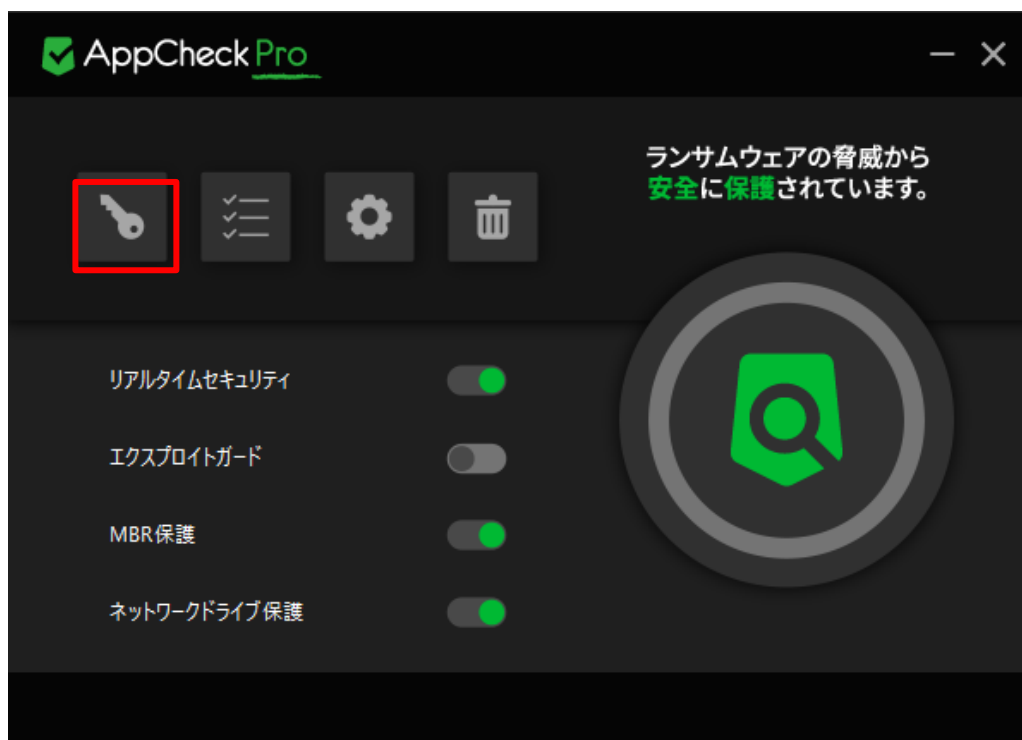 AppCheck Pro
ランサムウェアの脅威から
安全に保護されています。
リアルタイムセキュリティ
エクスプロイトガード
MBR保護
ネットワークドライブ保護